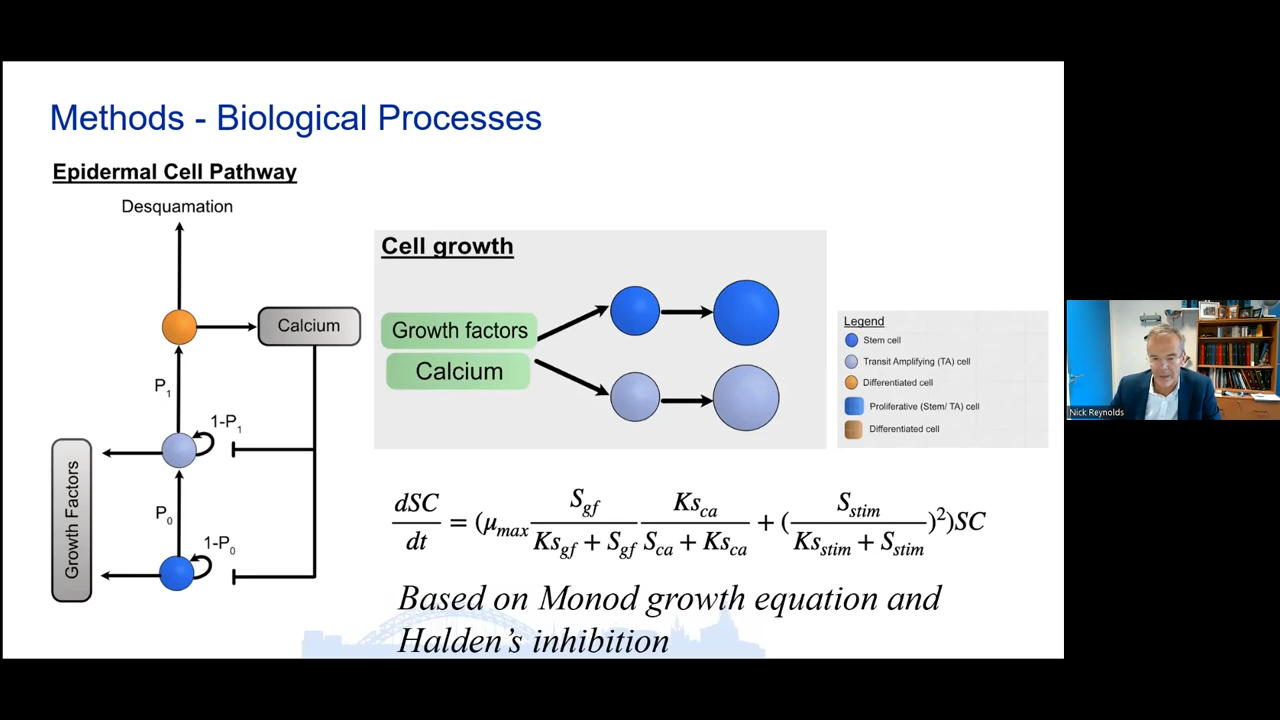 Methods - Biological Processes
Epidermal Cell Pathway
Desquamation
Calcium
P1
1-P1
Growth Factors
P0
1-P0
Cell growth
Growth factors
Calcium
Legend
Stem cell
Transit Amplifying (TA) cell
Differentiated cell
Proliferative (Stem/ TA) cell
Differentiated cell
dSC/dt = (μmax Sgf/(Ksgf + Sgf) Ksca/(Sca + Ksca) + (Sstim/(Ksstim + Sstim))²)SC
Based on Monod growth equation and
Halden's inhibition
Nick Reynolds